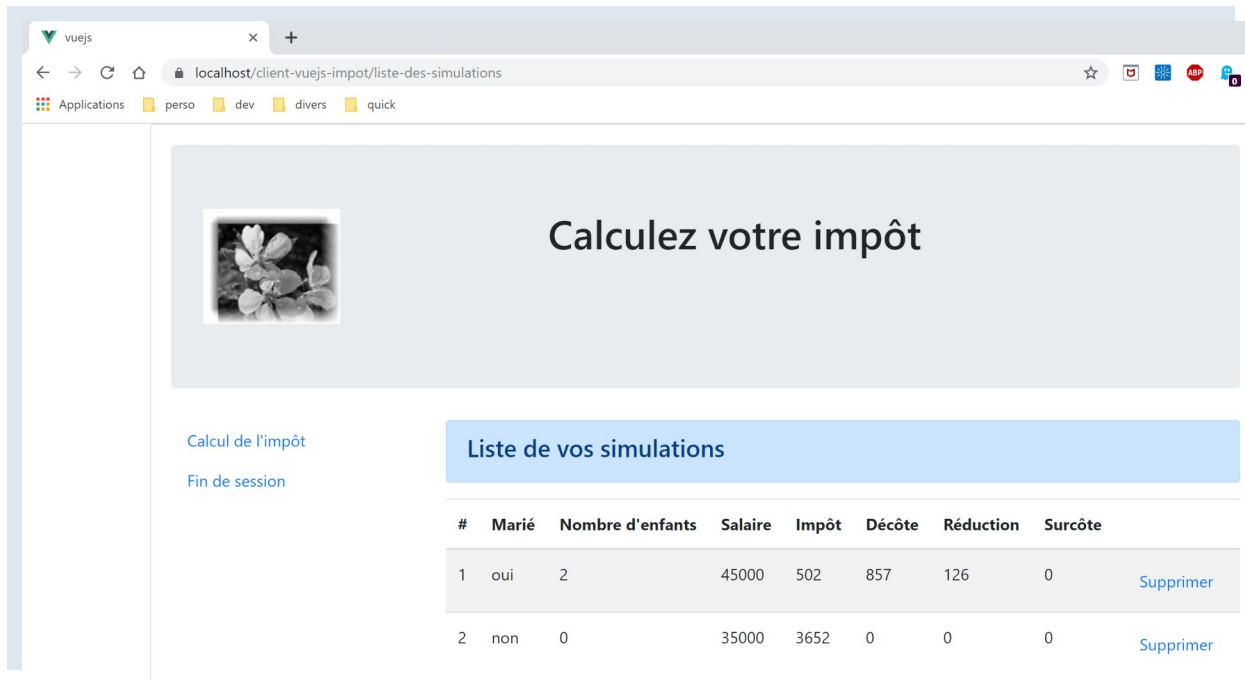 vuejs
localhost/client-vuejs-impot/liste-des-simulations
ABP
0
Applications perso dev divers quick
Calculez votre impôt
Calcul de l'impôt
Fin de session
Liste de vos simulations
# Marié Nombre d'enfants Salaire Impôt Décôte Réduction Surcôte
1 oui 2 45000 502 857 126 0 Supprimer
2 non 0 35000 3652 0 0 0 Supprimer